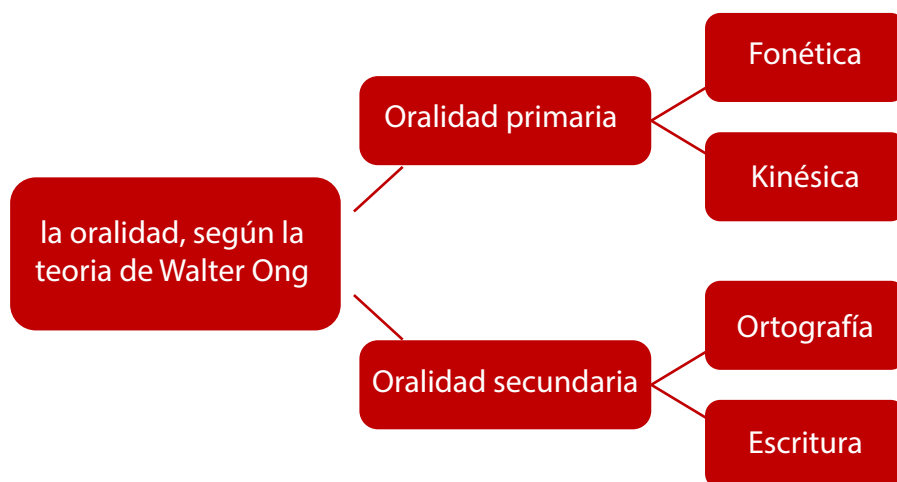 Fonética
Oralidad primaria
Kinésica
la oralidad, según la
teoria de Walter Ong
Ortografía
Oralidad secundaria
Escritura